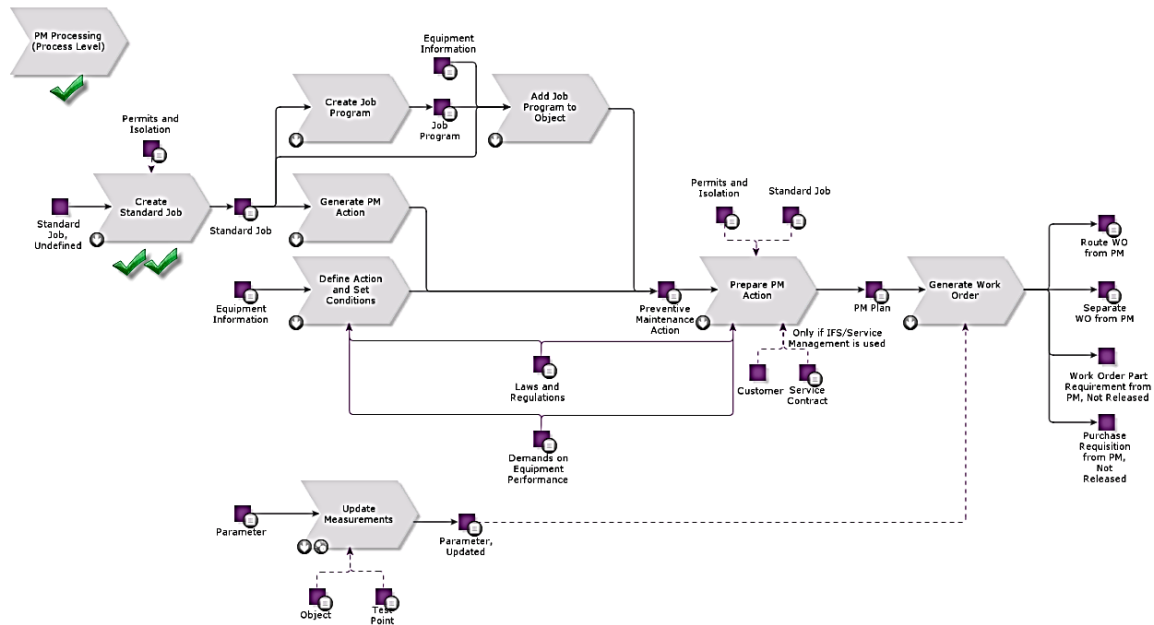 PM Processing
(Process Level)
Equipment
Information
Create Job
Program
Job
Program
Add Job
Program to
Object
Permits and
Isolation
Standard
Job,
Undefined
Create
Standard Job
Standard Job
Generate PM
Action
Equipment
Information
Define Action
and Set
Conditions
Permits and
Isolation
Standard Job
Preventive
Maintenance
Action
Prepare PM
Action
PM Plan
Generate Work
Order
Route WO
from PM
Separate
WO from PM
Work Order Part
Requirement from
PM, Not Released
Purchase
Requisition
from PM,
Not
Released
Only if IFS/Service
Management is used
Customer
Service
Contract
Laws and
Regulations
Demands on
Equipment
Performance
Parameter
Update
Measurements
Parameter,
Updated
Object
Test
Point